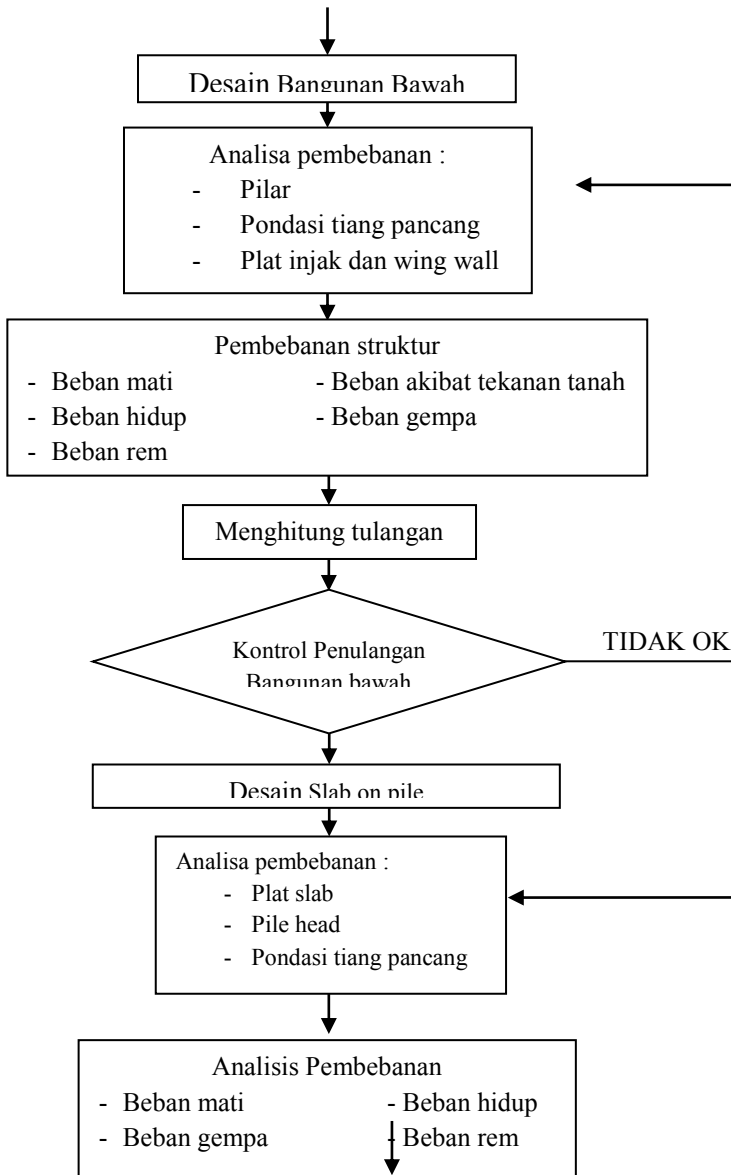 Desain Bangunan Bawah
Analisa pembebanan :
- Pilar
- Pondasi tiang pancang
- Plat injak dan wing wall
Pembebanan struktur
- Beban mati - Beban akibat tekanan tanah
- Beban hidup - Beban gempa
- Beban rem
Menghitung tulangan
Kontrol Penulangan
Bangunan bawah
TIDAK OK
Desain Slab on pile
Analisa pembebanan :
- Plat slab
- Pile head
- Pondasi tiang pancang
Analisis Pembebanan
- Beban mati - Beban hidup
- Beban gempa - Beban rem